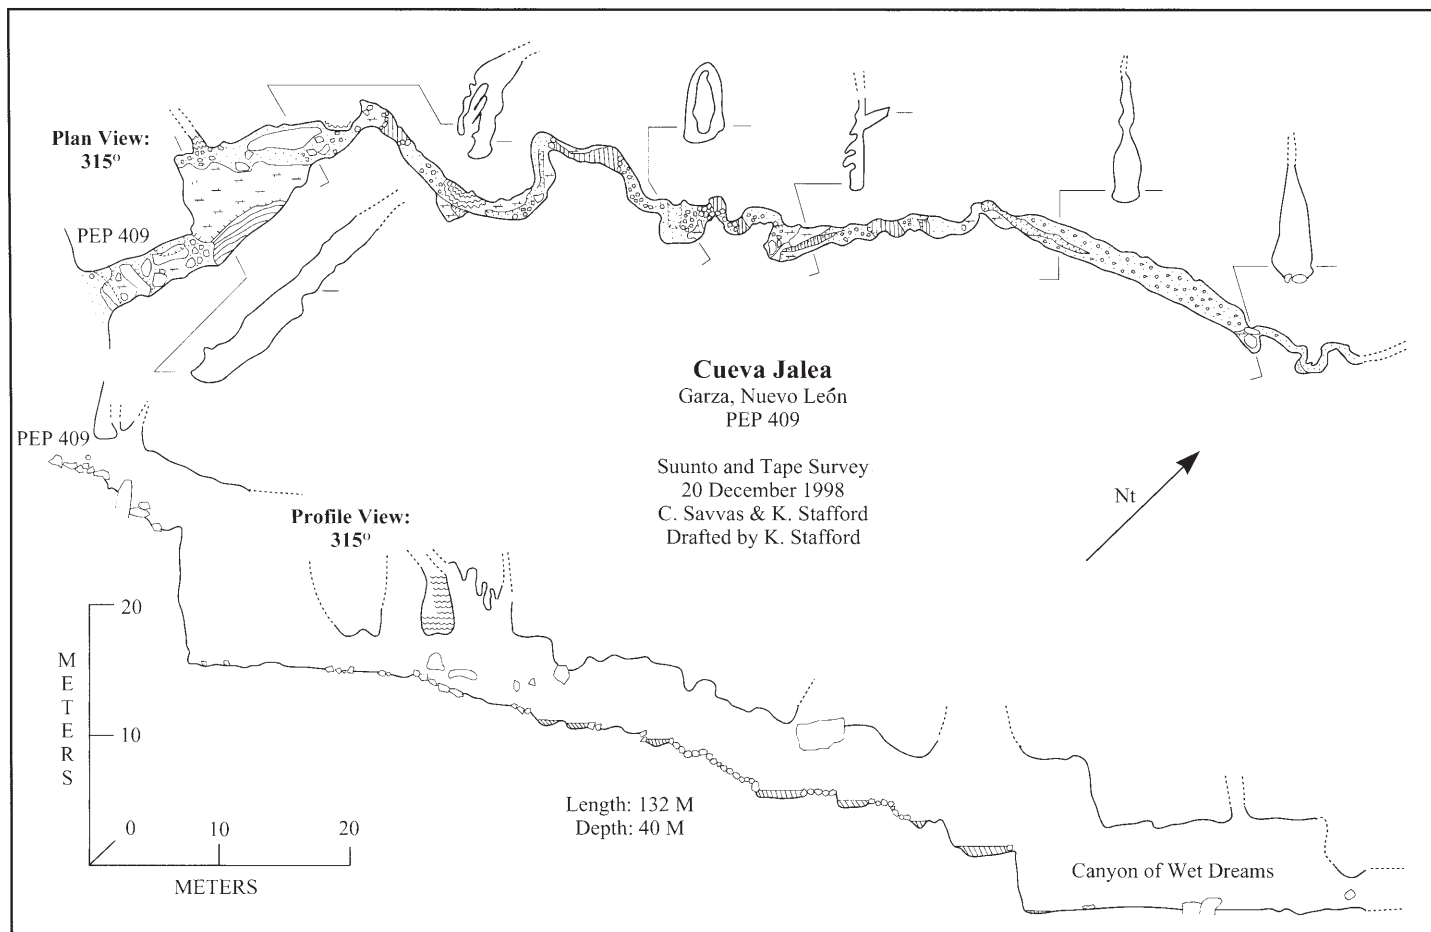 Plan View:
315°
PEP 409
Cueva Jalea
Garza, Nuevo León
PEP 409
Suunto and Tape Survey
20 December 1998
C. Savvas & K. Stafford
Drafted by K. Stafford
Nt
PEP 409
Profile View:
315°
20
10
METERS
0 10 20
METERS
Length: 132 M
Depth: 40 M
Canyon of Wet Dreams